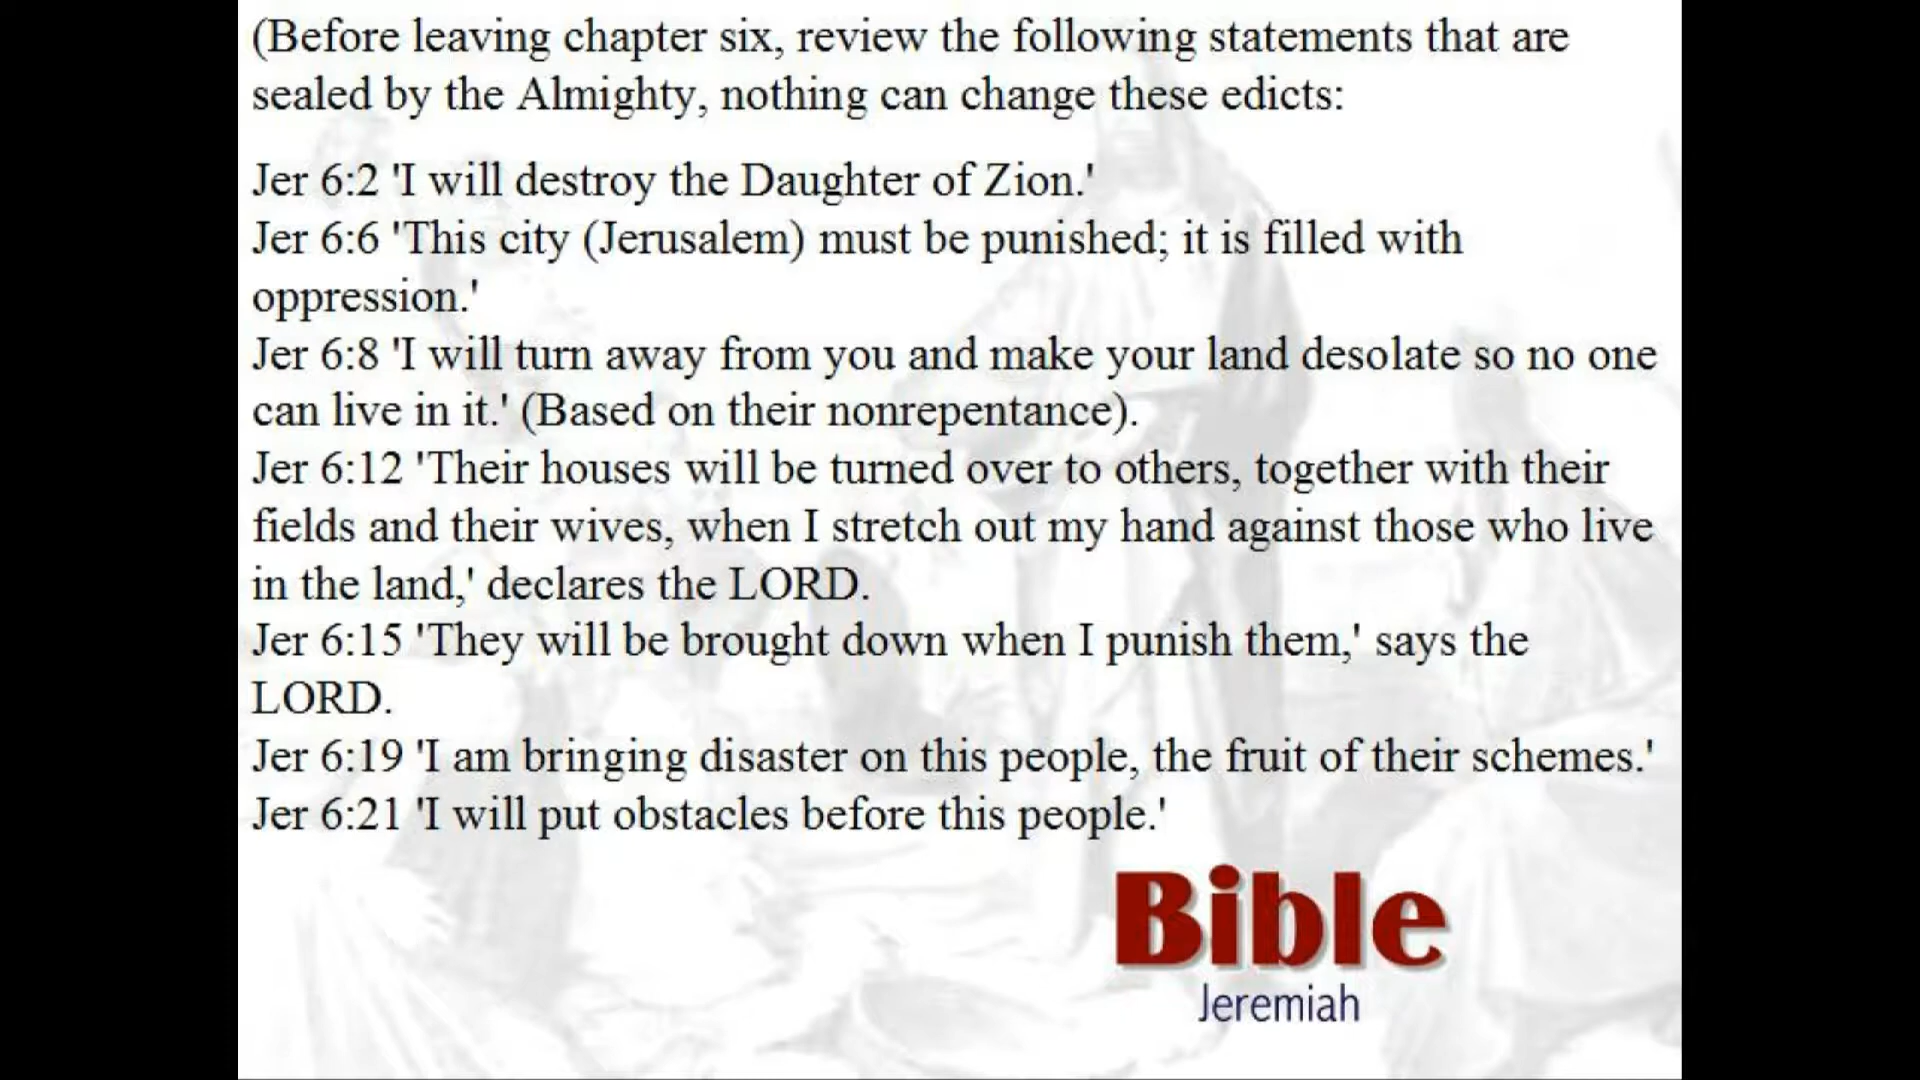 (Before leaving chapter six, review the following statements that are
sealed by the Almighty, nothing can change these edicts:
Jer 6:2 'I will destroy the Daughter of Zion.'
Jer 6:6 'This city (Jerusalem) must be punished; it is filled with
oppression.'
Jer 6:8 'I will turn away from you and make your land desolate so no one
can live in it.' (Based on their nonrepentance).
Jer 6:12 'Their houses will be turned over to others, together with their
fields and their wives, when I stretch out my hand against those who live
in the land,' declares the LORD.
Jer 6:15 'They will be brought down when I punish them,' says the
LORD.
Jer 6:19 'I am bringing disaster on this people, the fruit of their schemes.'
Jer 6:21 'I will put obstacles before this people.'
Bible
Jeremiah